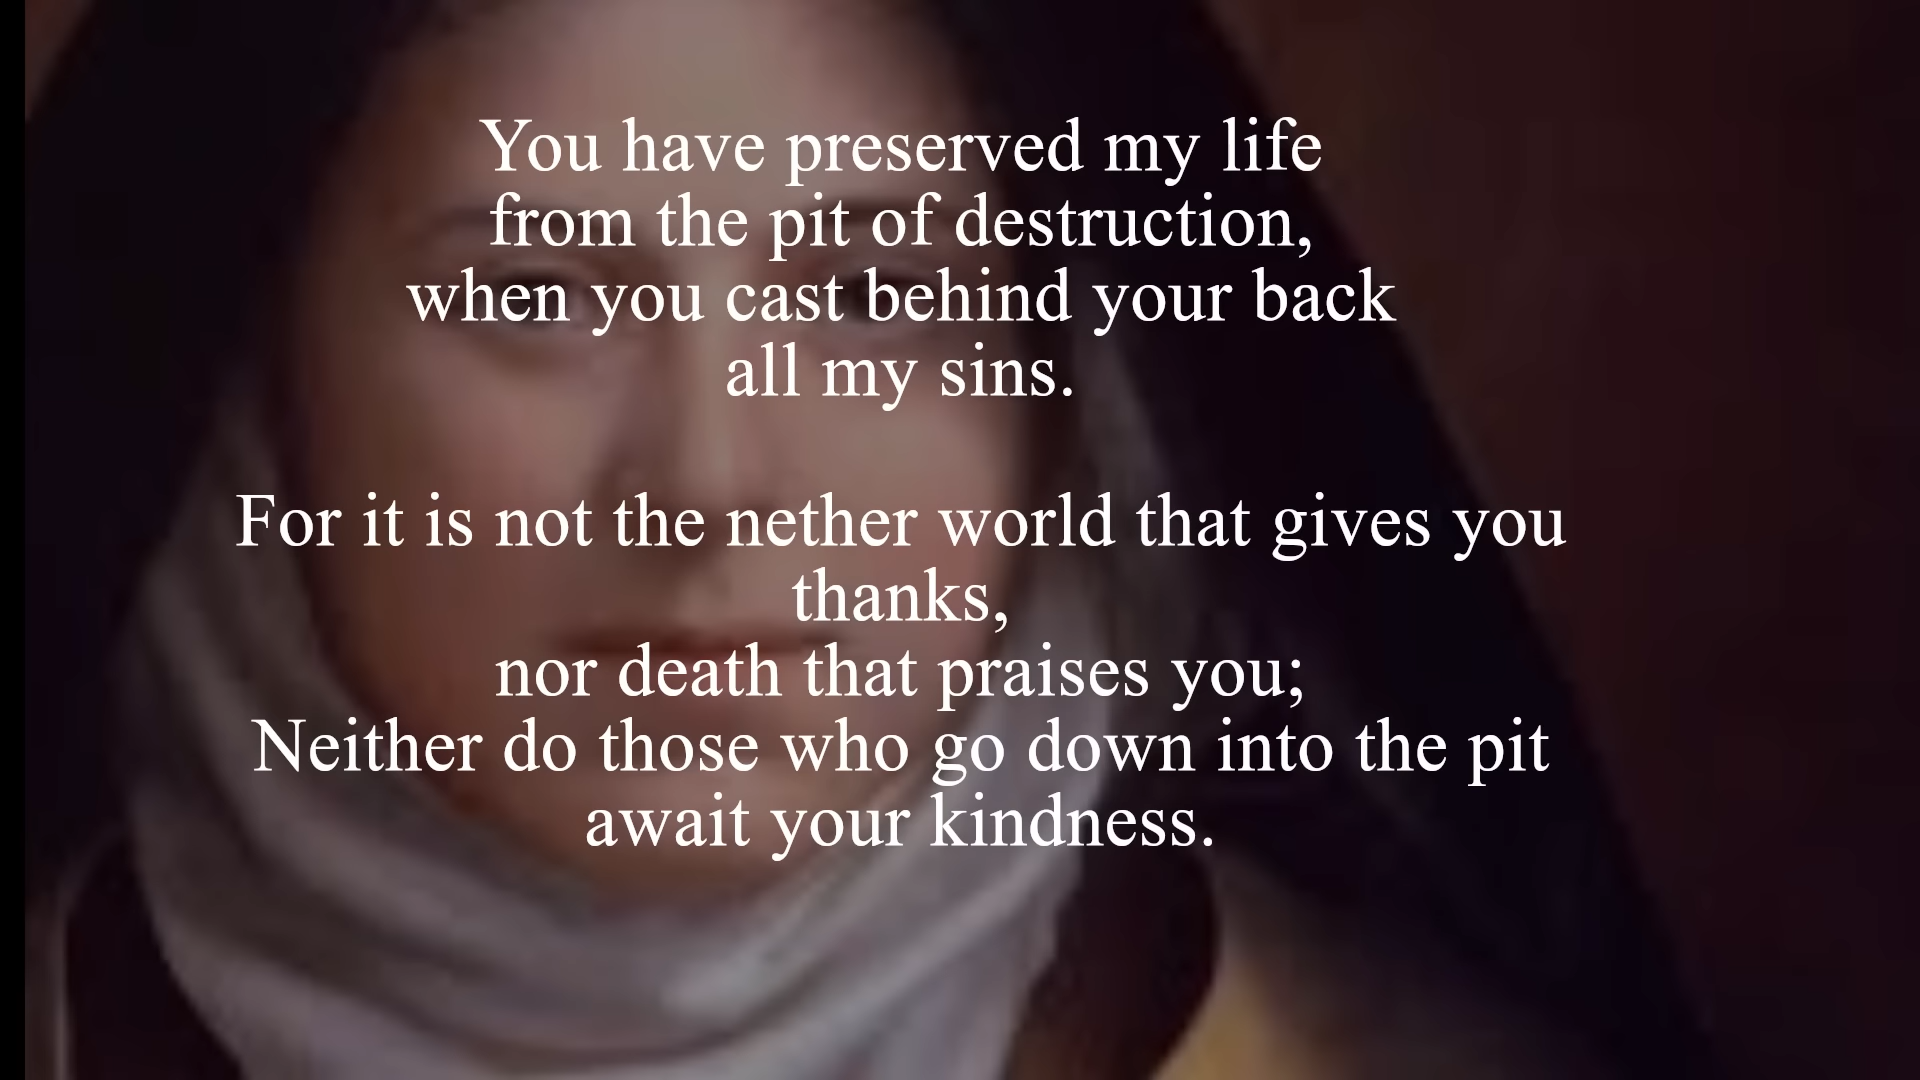 You have preserved my life
from the pit of destruction,
when you cast behind your back
all my sins.
For it is not the nether world that gives you
thanks,
nor death that praises you;
Neither do those who go down into the pit
await your kindness.